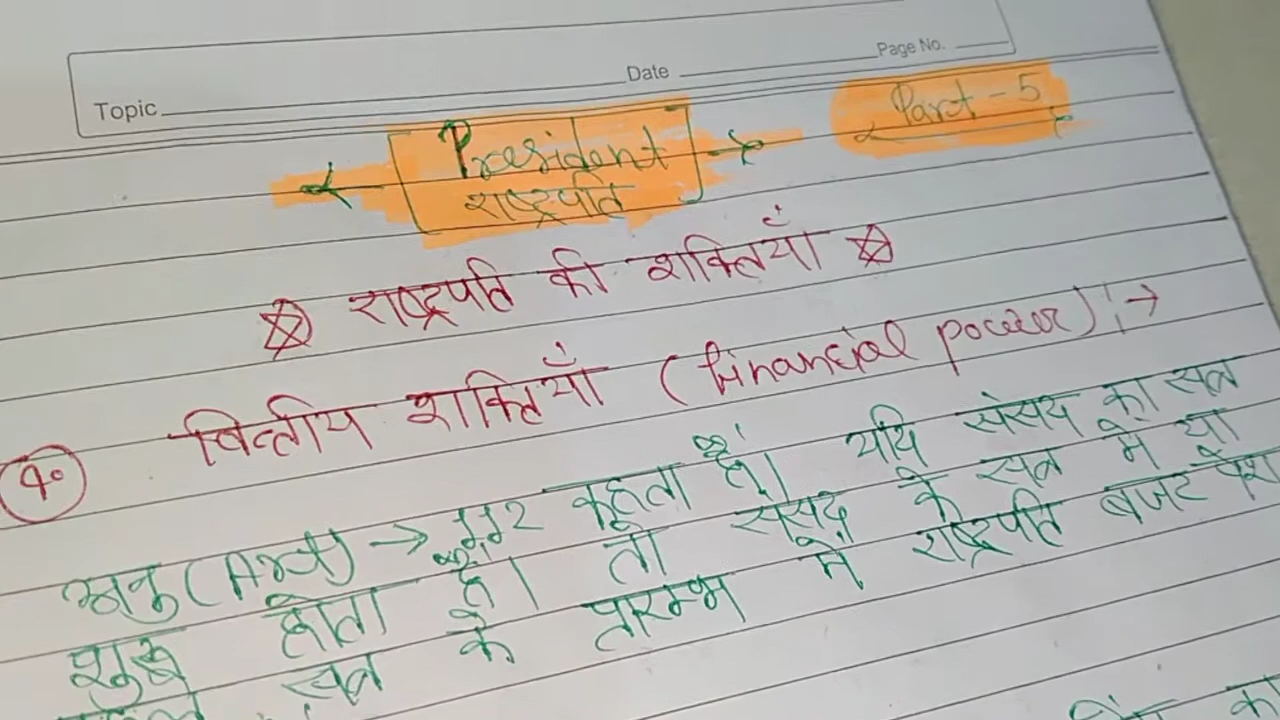 Page No.
Date
Topic
President
Part - 5
राष्ट्रपति
राष्ट्रपति की शक्तियाँ
4. वित्तीय शक्तियाँ (financial power) :→
अनु (Art) → 112 कहता है। यदि संसद का सत्र
शुरू होता है। तो संसद के सत्र में या
सत्र के प्रारम्भ में राष्ट्रपति बजट पेश
का